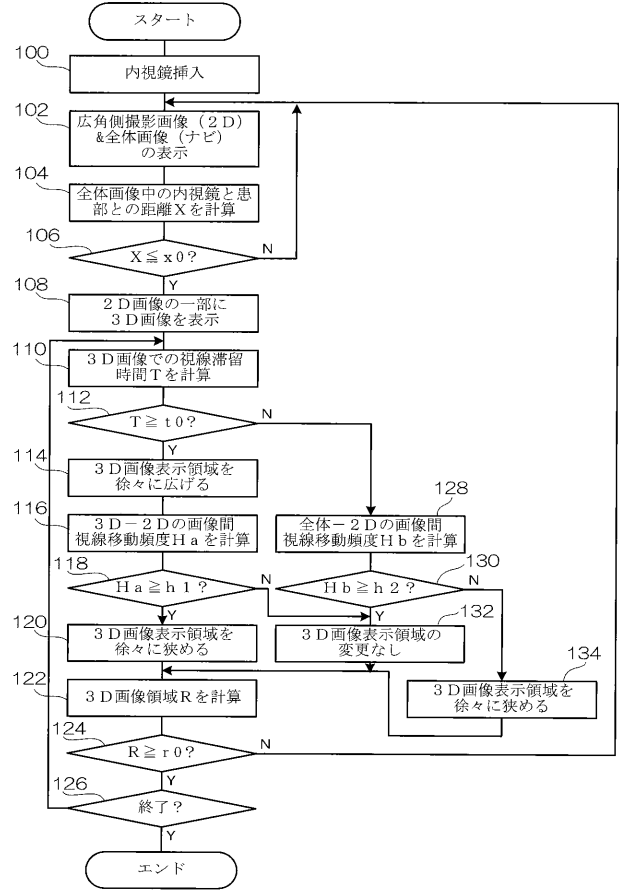 スタート
100
内視鏡挿入
102
広角側撮影画像(2D)
&全体画像(ナビ)
の表示
104
全体画像中の内視鏡と患
部との距離Xを計算
106
X≦x0?
N
Y
108
2D画像の一部に
3D画像を表示
110
3D画像での視線滞留
時間Tを計算
112
T≧t0?
N
Y
114
3D画像表示領域を
徐々に広げる
116
3D-2Dの画像間
視線移動頻度Haを計算
128
全体-2Dの画像間
視線移動頻度Hbを計算
118
Ha≧h1?
N
Y
130
Hb≧h2?
N
Y
120
3D画像表示領域を
徐々に狭める
132
3D画像表示領域の
変更なし
134
3D画像表示領域を
徐々に狭める
122
3D画像領域Rを計算
124
R≧r0?
N
Y
126
終了?
Y
エンド